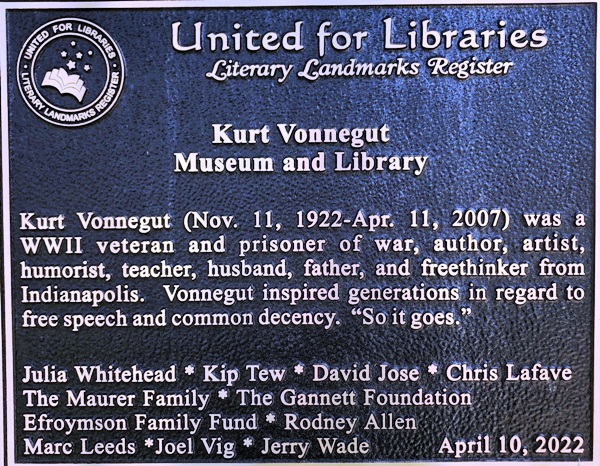 UNITED FOR LIBRARIES
LITERARY LANDMARKS REGISTER
United for Libraries
Literary Landmarks Register
Kurt Vonnegut
Museum and Library
Kurt Vonnegut (Nov. 11, 1922-Apr. 11, 2007) was a
WWII veteran and prisoner of war, author, artist,
humorist, teacher, husband, father, and freethinker from
Indianapolis. Vonnegut inspired generations in regard to
free speech and common decency. “So it goes.”
Julia Whitehead * Kip Tew * David Jose * Chris Lafave
The Maurer Family * The Gannett Foundation
Efroymson Family Fund * Rodney Allen
Marc Leeds *Joel Vig * Jerry Wade April 10, 2022